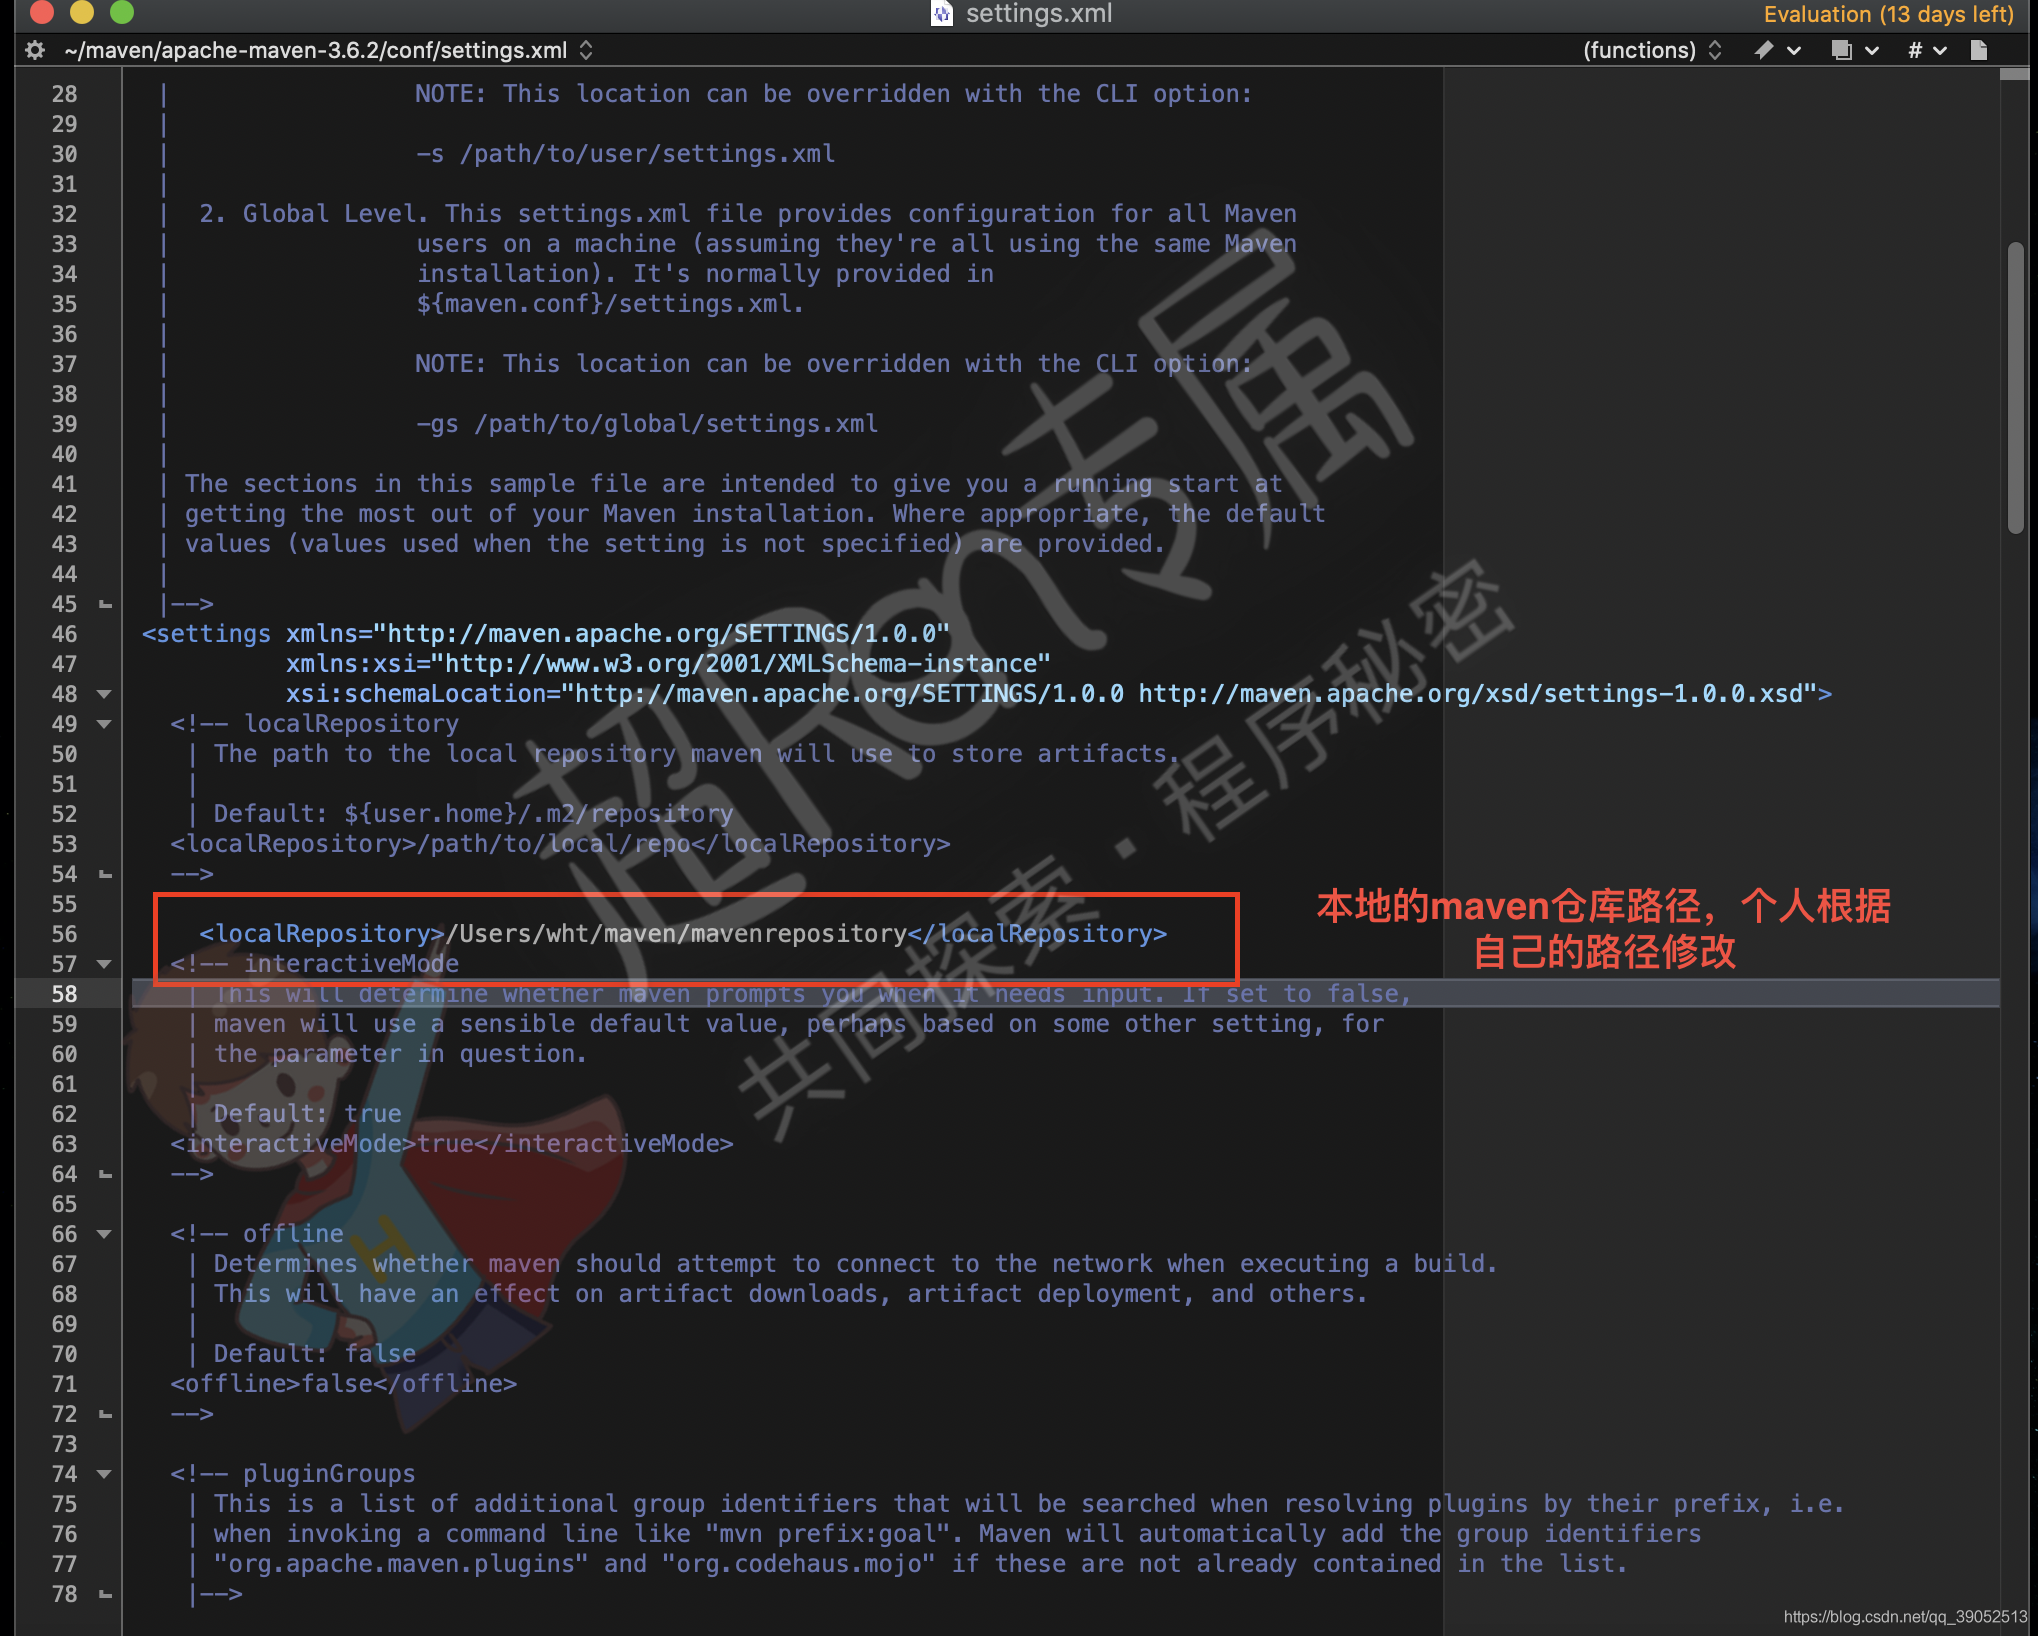 settings.xml
Evaluation (13 days left)
~/maven/apache-maven-3.6.2/conf/settings.xml
(functions)
#
28 | NOTE: This location can be overridden with the CLI option:
29 |
30 | -s /path/to/user/settings.xml
31 |
32 | 2. Global Level. This settings.xml file provides configuration for all Maven
33 | users on a machine (assuming they're all using the same Maven
34 | installation). It's normally provided in
35 | ${maven.conf}/settings.xml.
36 |
37 | NOTE: This location can be overridden with the CLI option:
38 |
39 | -gs /path/to/global/settings.xml
40 |
41 | The sections in this sample file are intended to give you a running start at
42 | getting the most out of your Maven installation. Where appropriate, the default
43 | values (values used when the setting is not specified) are provided.
44 |
45 |-->
46 <settings xmlns="http://maven.apache.org/SETTINGS/1.0.0"
47 xmlns:xsi="http://www.w3.org/2001/XMLSchema-instance"
48 xsi:schemaLocation="http://maven.apache.org/SETTINGS/1.0.0 http://maven.apache.org/xsd/settings-1.0.0.xsd">
49 <!-- localRepository
50 | The path to the local repository maven will use to store artifacts.
51 |
52 | Default: ${user.home}/.m2/repository
53 <localRepository>/path/to/local/repo</localRepository>
54 -->
55
56 <localRepository>/Users/wht/maven/mavenrepository</localRepository>
本地的maven仓库路径，个人根据
自己的路径修改
57 <!-- interactiveMode
58 | This will determine whether maven prompts you when it needs input. If set to false,
59 | maven will use a sensible default value, perhaps based on some other setting, for
60 | the parameter in question.
61 |
62 | Default: true
63 <interactiveMode>true</interactiveMode>
64 -->
65
66 <!-- offline
67 | Determines whether maven should attempt to connect to the network when executing a build.
68 | This will have an effect on artifact downloads, artifact deployment, and others.
69 |
70 | Default: false
71 <offline>false</offline>
72 -->
73
74 <!-- pluginGroups
75 | This is a list of additional group identifiers that will be searched when resolving plugins by their prefix, i.e.
76 | when invoking a command line like "mvn prefix:goal". Maven will automatically add the group identifiers
77 | "org.apache.maven.plugins" and "org.codehaus.mojo" if these are not already contained in the list.
78 |-->
超Ran专属
共同探索·程序秘密
H
https://blog.csdn.net/qq_39052513